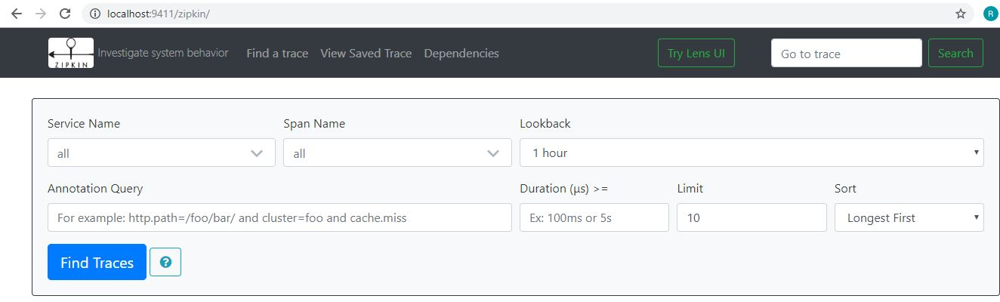 localhost:9411/zipkin/
R
ZIPKIN
Investigate system behavior Find a trace View Saved Trace Dependencies Try Lens UI Go to trace Search
Service Name Span Name Lookback
all all 1 hour
Annotation Query Duration (μs) >= Limit Sort
For example: http.path=/foo/bar/ and cluster=foo and cache.miss Ex: 100ms or 5s 10 Longest First
Find Traces ?